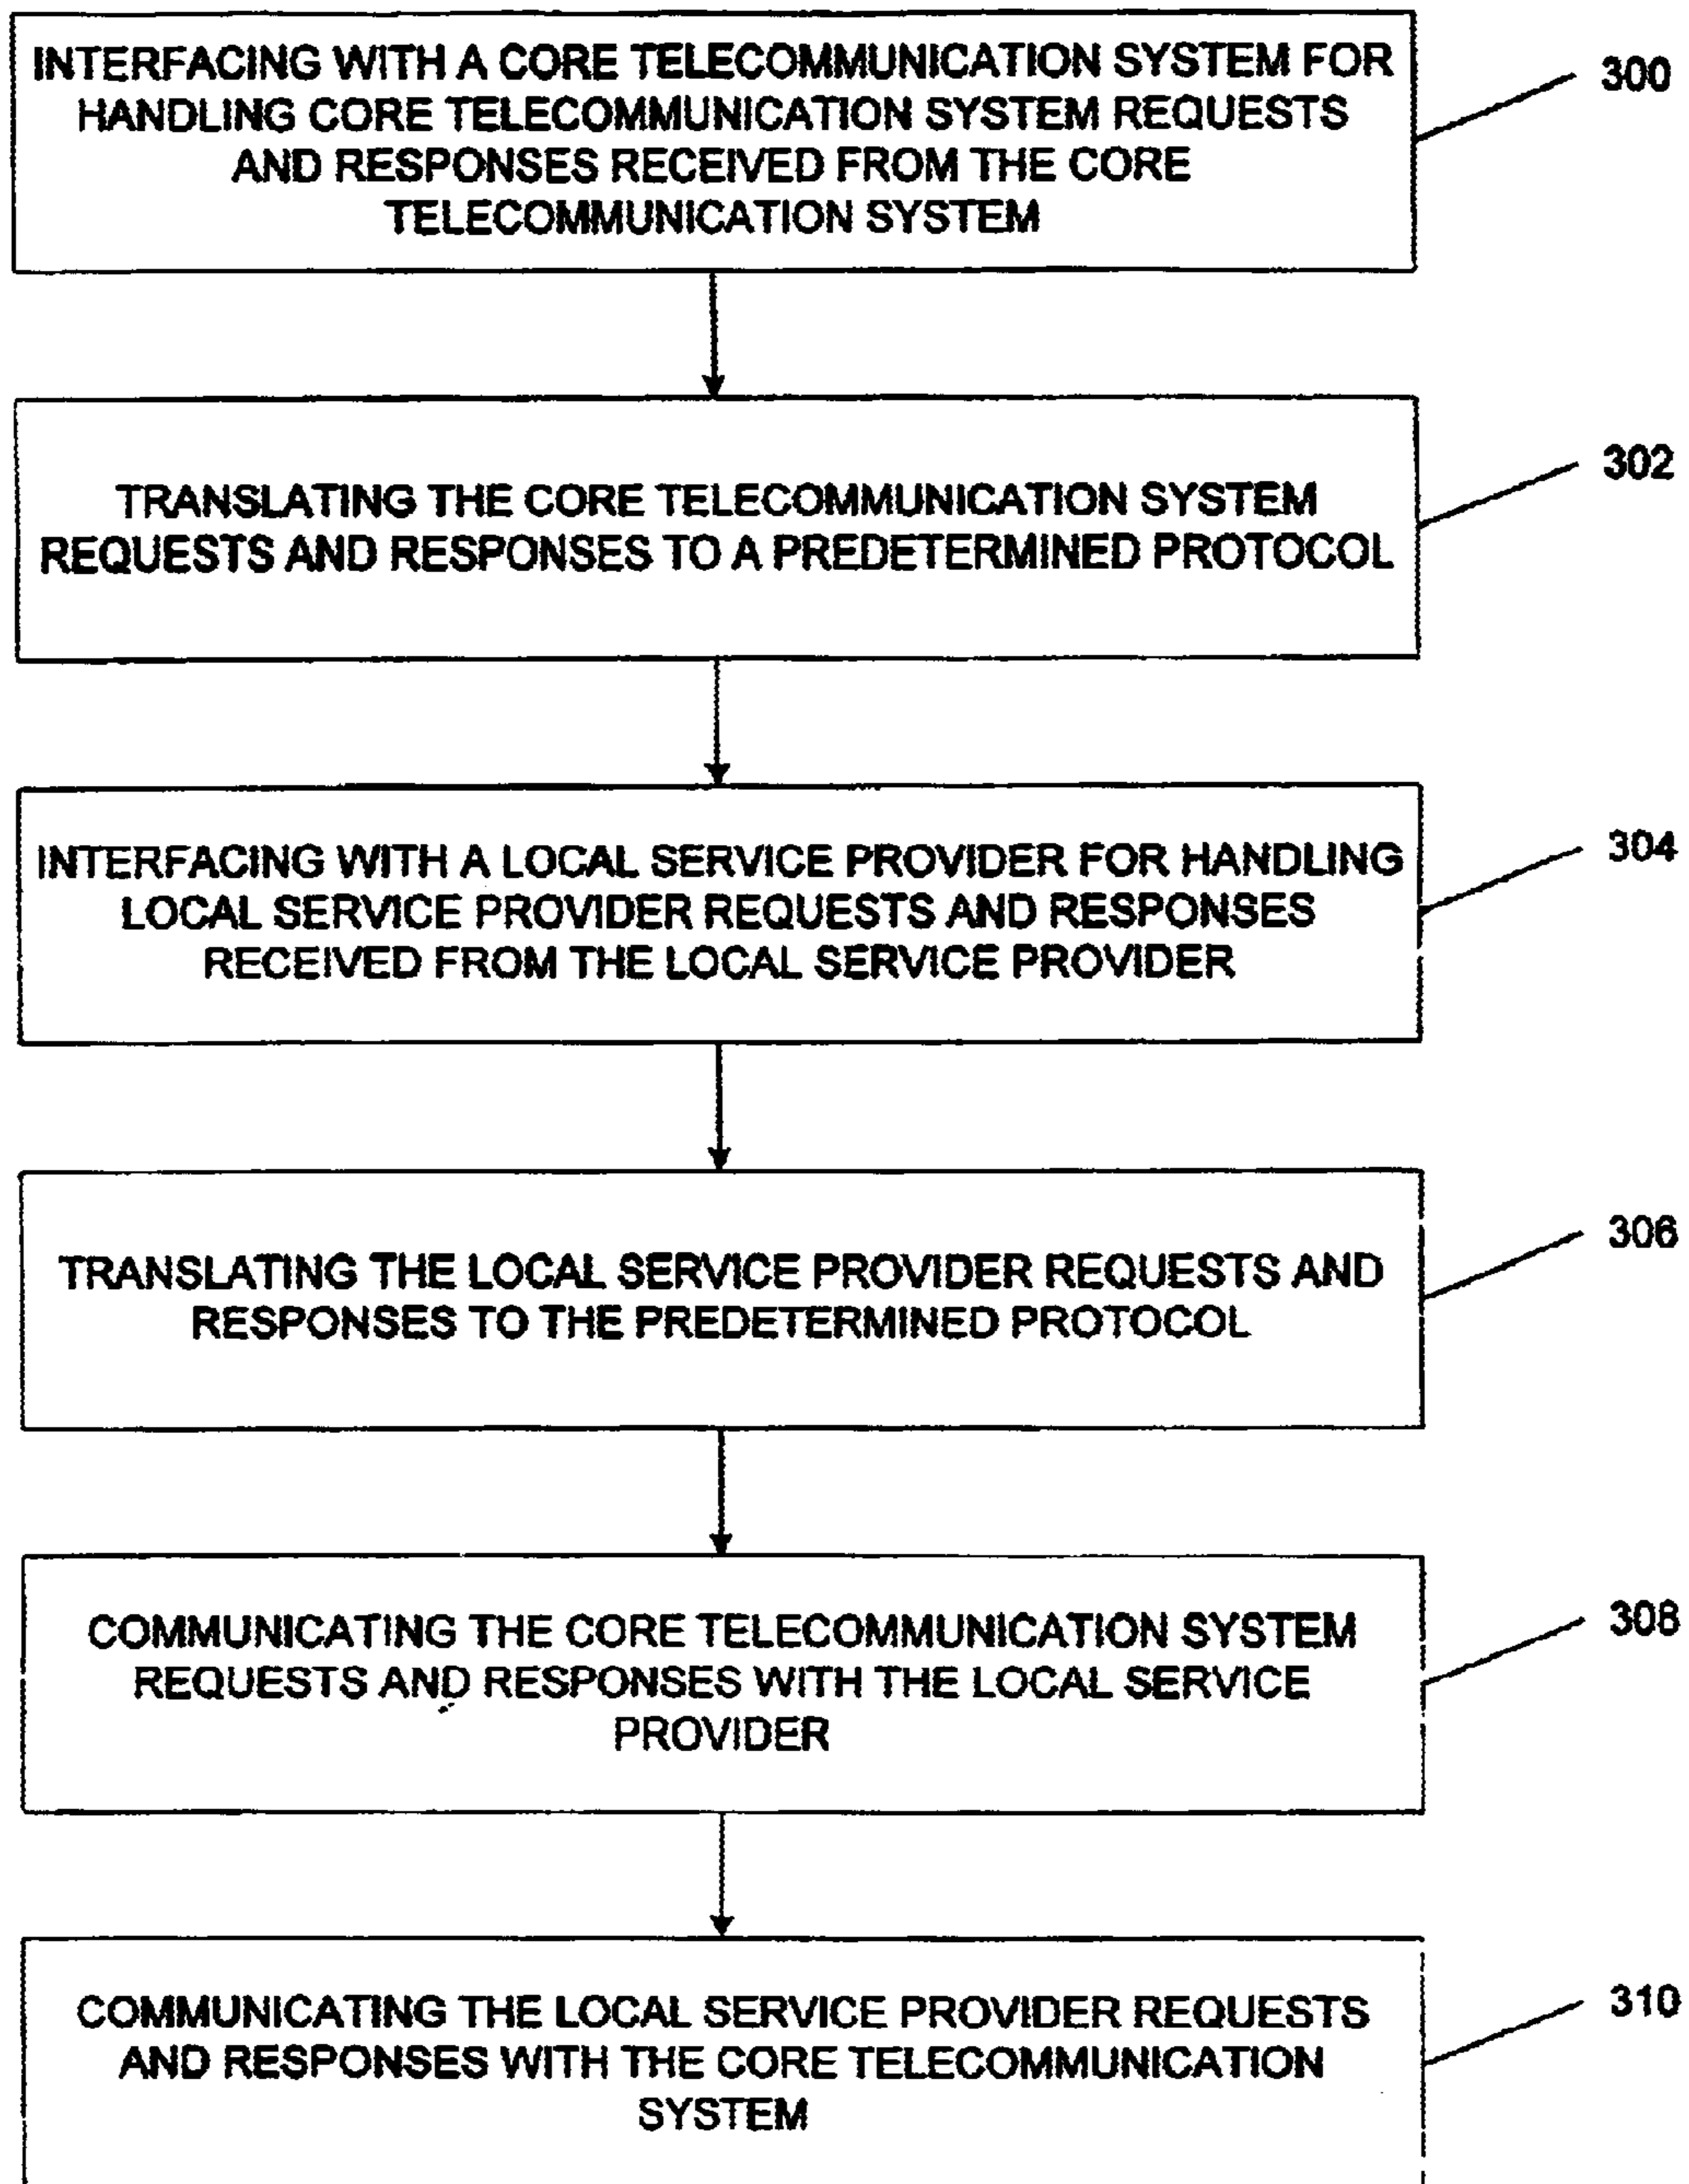 INTERFACING WITH A CORE TELECOMMUNICATION SYSTEM FOR
HANDLING CORE TELECOMMUNICATION SYSTEM REQUESTS
AND RESPONSES RECEIVED FROM THE CORE
TELECOMMUNICATION SYSTEM
300
TRANSLATING THE CORE TELECOMMUNICATION SYSTEM
REQUESTS AND RESPONSES TO A PREDETERMINED PROTOCOL
302
INTERFACING WITH A LOCAL SERVICE PROVIDER FOR HANDLING
LOCAL SERVICE PROVIDER REQUESTS AND RESPONSES
RECEIVED FROM THE LOCAL SERVICE PROVIDER
304
TRANSLATING THE LOCAL SERVICE PROVIDER REQUESTS AND
RESPONSES TO THE PREDETERMINED PROTOCOL
306
COMMUNICATING THE CORE TELECOMMUNICATION SYSTEM
REQUESTS AND RESPONSES WITH THE LOCAL SERVICE
PROVIDER
308
COMMUNICATING THE LOCAL SERVICE PROVIDER REQUESTS
AND RESPONSES WITH THE CORE TELECOMMUNICATION
SYSTEM
310